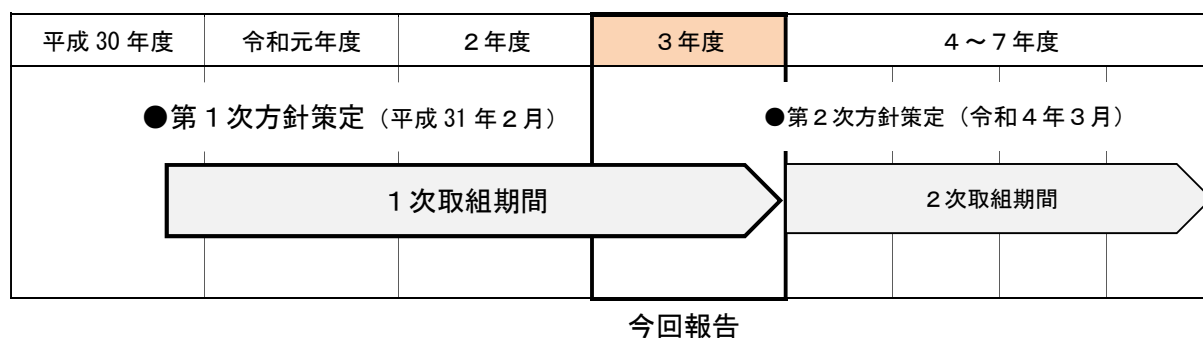 平成 30 年度 令和元年度 2年度 3年度 4~7年度
●第1次方針策定(平成 31 年2月) ●第2次方針策定(令和4年3月)
1次取組期間 2次取組期間
今回報告